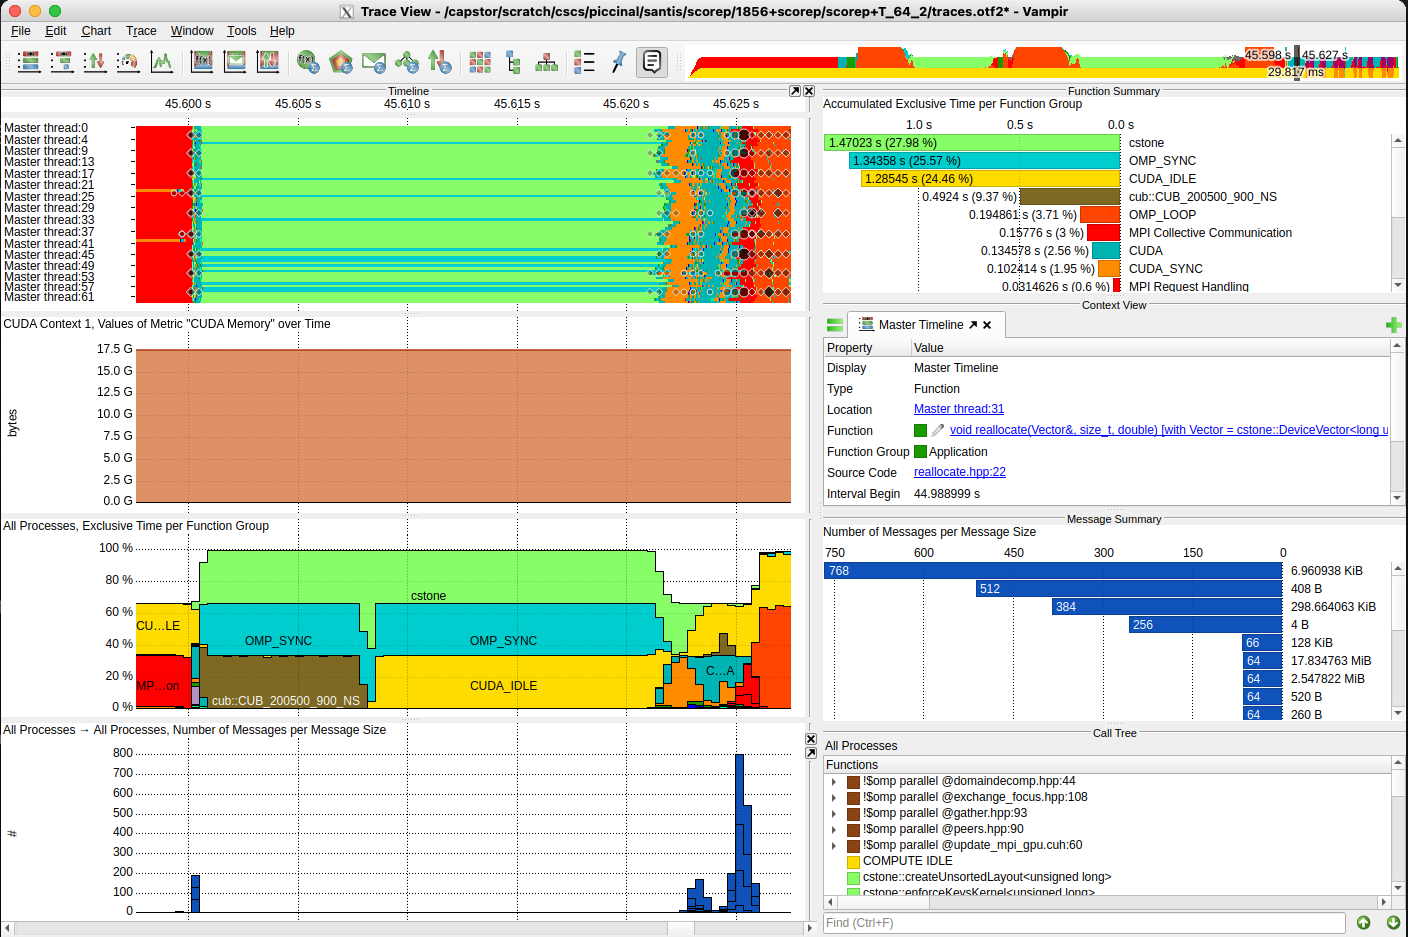 Trace View - /capstor/scratch/cscs/piccinal/santis/scorep/1856+scorep/scorep+T_64_2/traces.otf2* - Vampir
File Edit Chart Trace Window Tools Help
45.598 s 45.627 s
29.817 ms
Timeline
45.600 s 45.605 s 45.610 s 45.615 s 45.620 s 45.625 s
Master thread:0
Master thread:4
Master thread:9
Master thread:13
Master thread:17
Master thread:21
Master thread:25
Master thread:29
Master thread:33
Master thread:37
Master thread:41
Master thread:45
Master thread:49
Master thread:53
Master thread:57
Master thread:61
CUDA Context 1, Values of Metric "CUDA Memory" over Time
17.5 G
15.0 G
12.5 G
10.0 G
7.5 G
5.0 G
2.5 G
0.0 G
bytes
All Processes, Exclusive Time per Function Group
100 %
80 %
60 %
40 %
20 %
0 %
cstone
CU...LE
OMP_SYNC
OMP_SYNC
C...A
MP...on
CUDA_IDLE
cub::CUB_200500_900_NS
All Processes → All Processes, Number of Messages per Message Size
800
700
600
500
400
300
200
100
0
#
Function Summary
Accumulated Exclusive Time per Function Group
1.0 s 0.5 s 0.0 s
1.47023 s (27.98 %) cstone
1.34358 s (25.57 %) OMP_SYNC
1.28545 s (24.46 %) CUDA_IDLE
0.4924 s (9.37 %) cub::CUB_200500_900_NS
0.194861 s (3.71 %) OMP_LOOP
0.15776 s (3 %) MPI Collective Communication
0.134578 s (2.56 %) CUDA
0.102414 s (1.95 %) CUDA_SYNC
0.0314626 s (0.6 %) MPI Request Handling
Context View
Master Timeline
Property Value
Display Master Timeline
Type Function
Location Master thread:31
Function void reallocate(Vector&, size_t, double) [with Vector = cstone::DeviceVector<long u
Function Group Application
Source Code reallocate.hpp:22
Interval Begin 44.988999 s
Message Summary
Number of Messages per Message Size
750 600 450 300 150 0
768 6.960938 KiB
512 408 B
384 298.664063 KiB
256 4 B
66 128 KiB
64 17.834763 MiB
64 2.547822 MiB
64 520 B
64 260 B
Call Tree
All Processes
Functions
!$omp parallel @domaindecomp.hpp:44
!$omp parallel @exchange_focus.hpp:108
!$omp parallel @gather.hpp:93
!$omp parallel @peers.hpp:90
!$omp parallel @update_mpi_gpu.cuh:60
COMPUTE IDLE
cstone::createUnsortedLayout<unsigned long>
cstone::enforceKeysKernel<unsigned long>
Find (Ctrl+F)